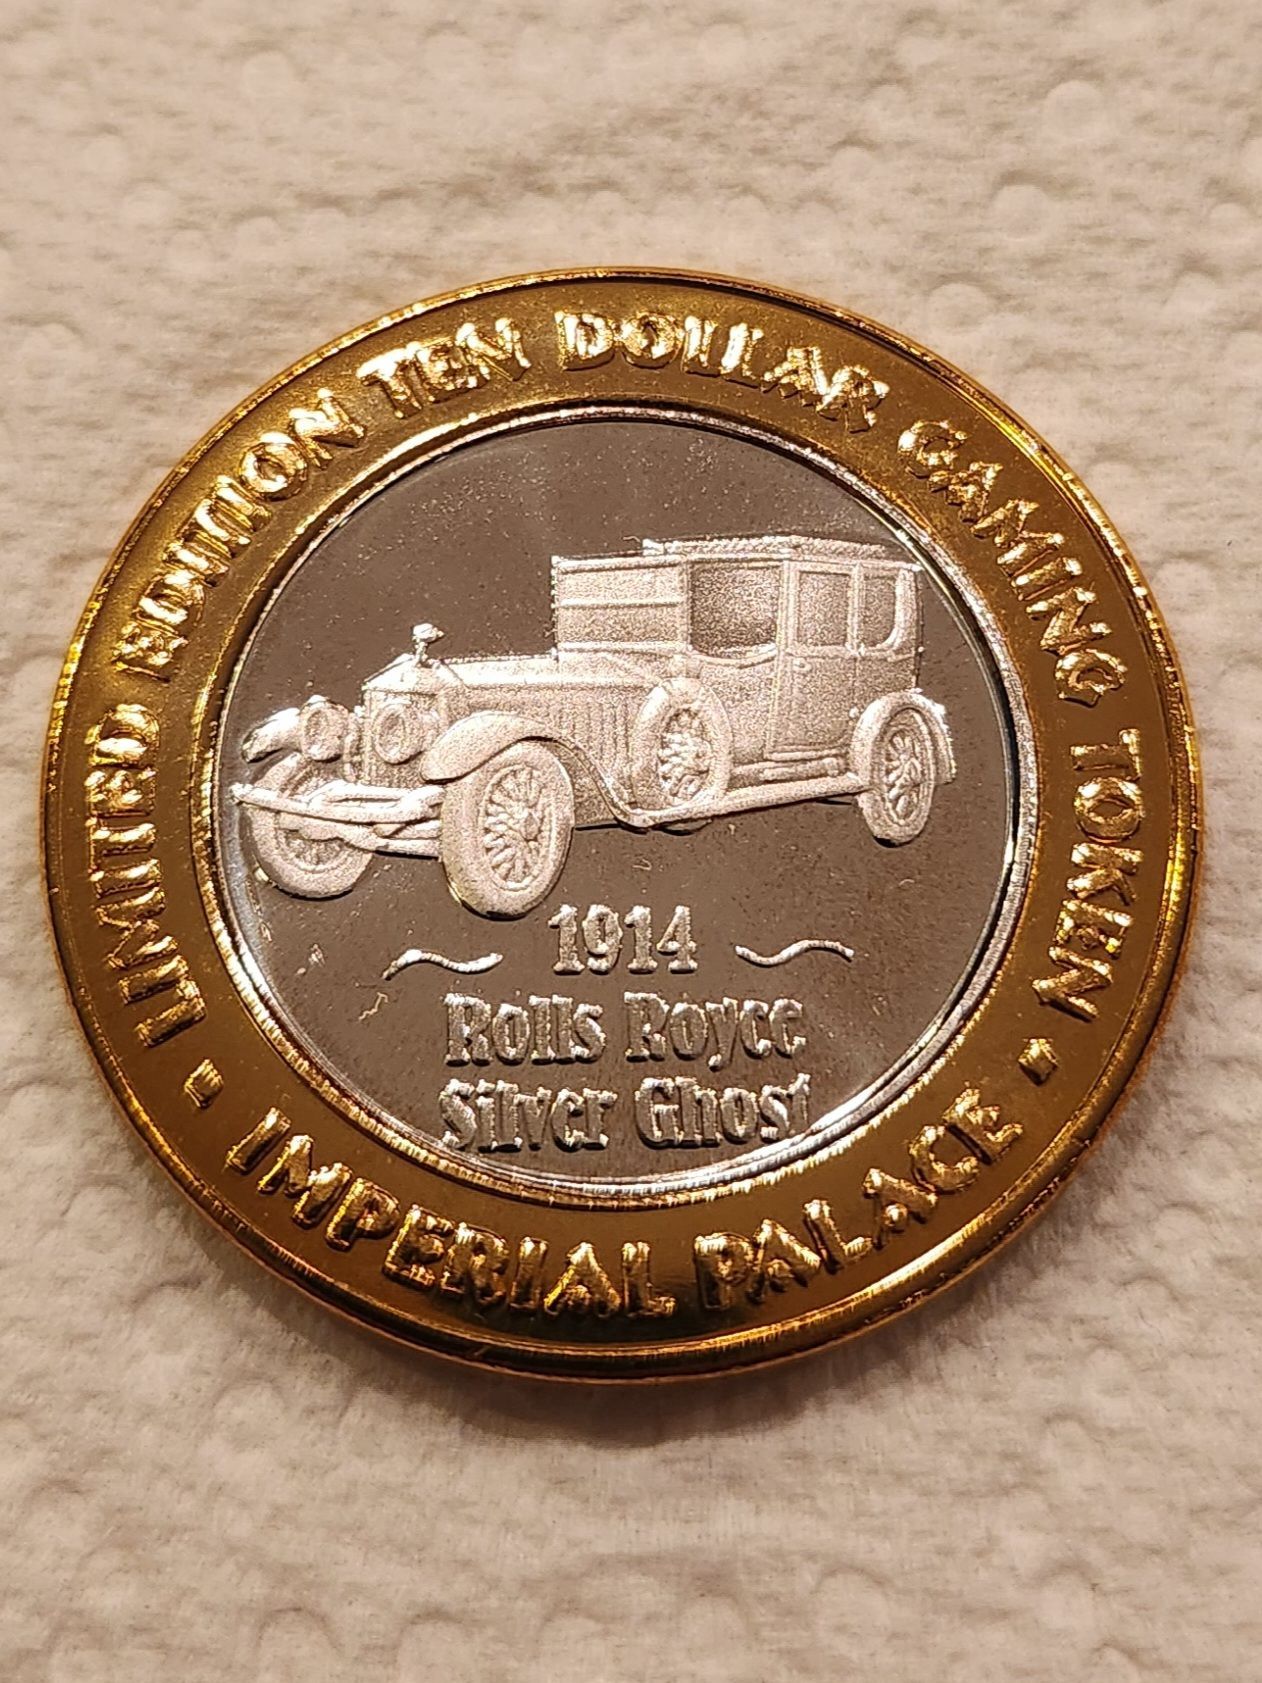 LIMITED EDITION TEN DOLLAR GAMING TOKEN
1914
Rolls Royce
Silver Ghost
• IMPERIAL PALACE •